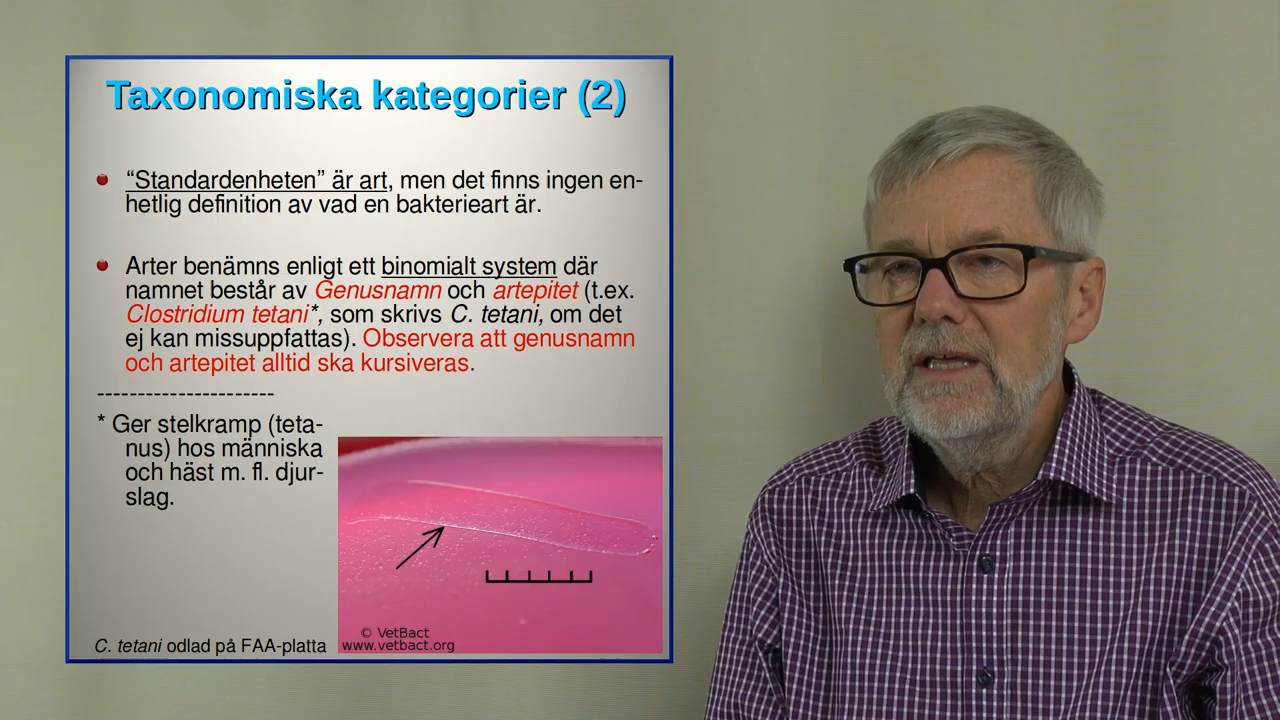 Taxonomiska kategorier (2)
“Standardenheten” är art, men det finns ingen en-
hetlig definition av vad en bakterieart är.
Arter benämns enligt ett binomialt system där
namnet består av Genusnamn och artepitet (t.ex.
Clostridium tetani*, som skrivs C. tetani, om det
ej kan missuppfattas). Observera att genusnamn
och artepitet alltid ska kursiveras.
----------------------
* Ger stelkramp (teta-
nus) hos människa
och häst m. fl. djur-
slag.
© VetBact
www.vetbact.org
C. tetani odlad på FAA-platta